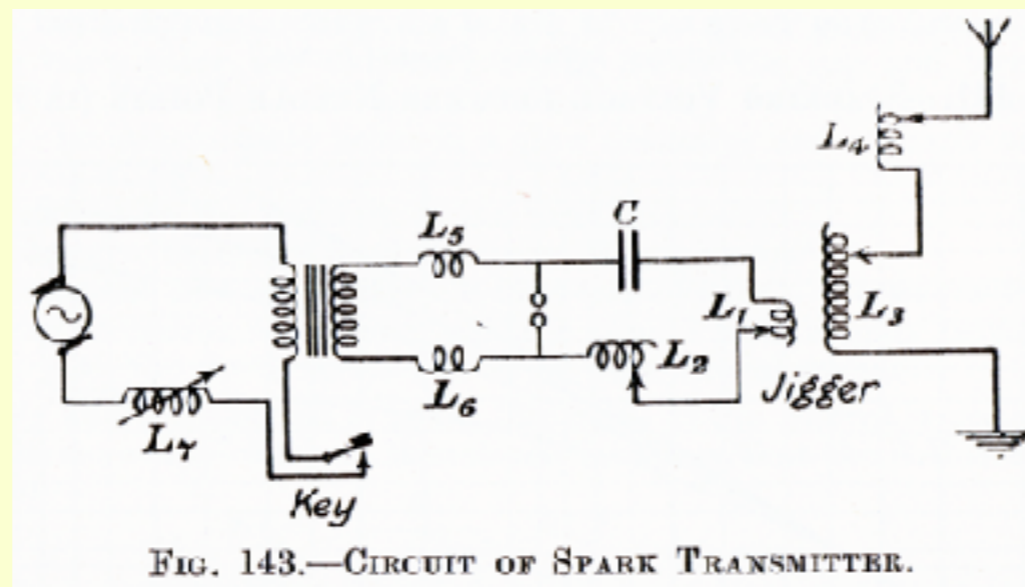 L4
L5
C
L1
L3
L2
L6
Jigger
L7
Key
FIG. 143.—CIRCUIT OF SPARK TRANSMITTER.